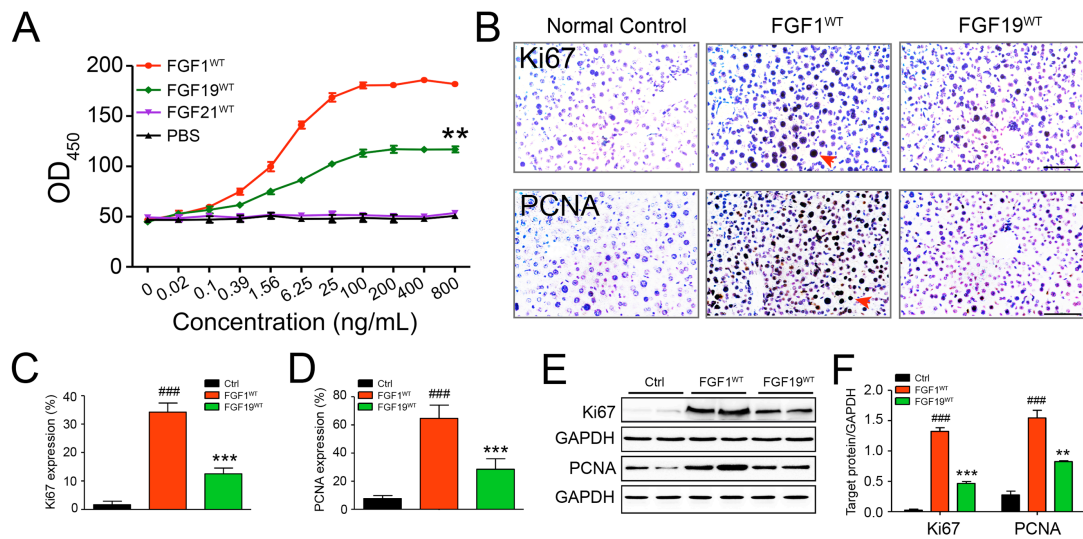 A
FGF1WT
FGF19WT
FGF21WT
PBS
200
150
100
50
0
OD450
**
0 0.02 0.1 0.39 1.56 6.25 25 100 200 400 800
Concentration (ng/mL)
B
Normal Control FGF1WT FGF19WT
Ki67
PCNA
C
Ctrl
FGF1WT
FGF19WT
40
30
20
10
0
Ki67 expression (%)
###
***
D
Ctrl
FGF1WT
FGF19WT
80
60
40
20
0
PCNA expression (%)
###
***
E
Ctrl FGF1WT FGF19WT
Ki67
GAPDH
PCNA
GAPDH
F
Ctrl
FGF1WT
FGF19WT
2.0
1.5
1.0
0.5
0.0
Target protein/GAPDH
###
***
###
**
Ki67 PCNA